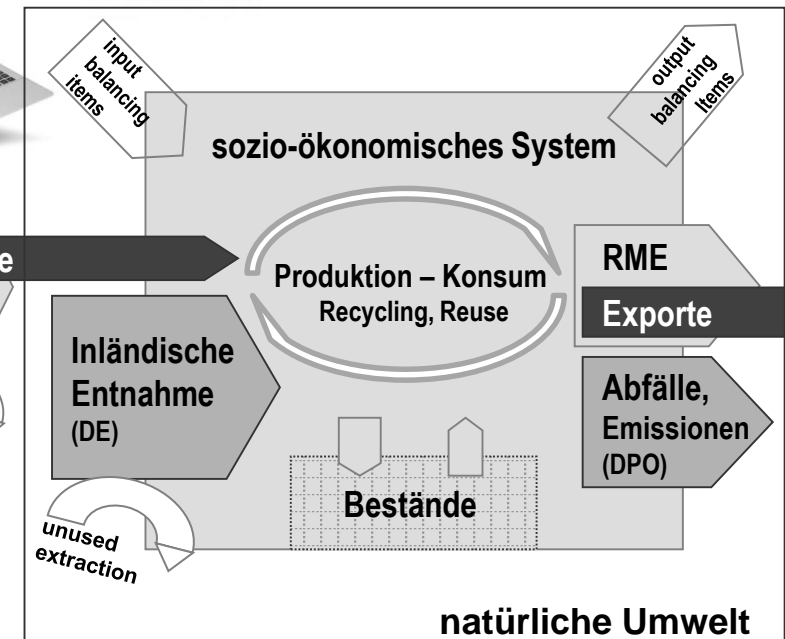 input
balancing
items
output
balancing
Items
sozio-ökonomisches System
e
Produktion – Konsum
Recycling, Reuse
RME
Exporte
Inländische
Entnahme
(DE)
Abfälle,
Emissionen
(DPO)
Bestände
unused
extraction
natürliche Umwelt